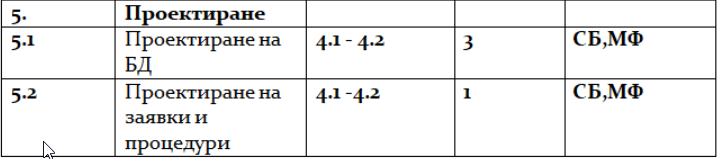 5. Проектиране
5.1 Проектиране на 4.1 - 4.2 3 СБ,МФ
БД
5.2 Проектиране на 4.1 -4.2 1 СБ,МФ
заявки и
процедури